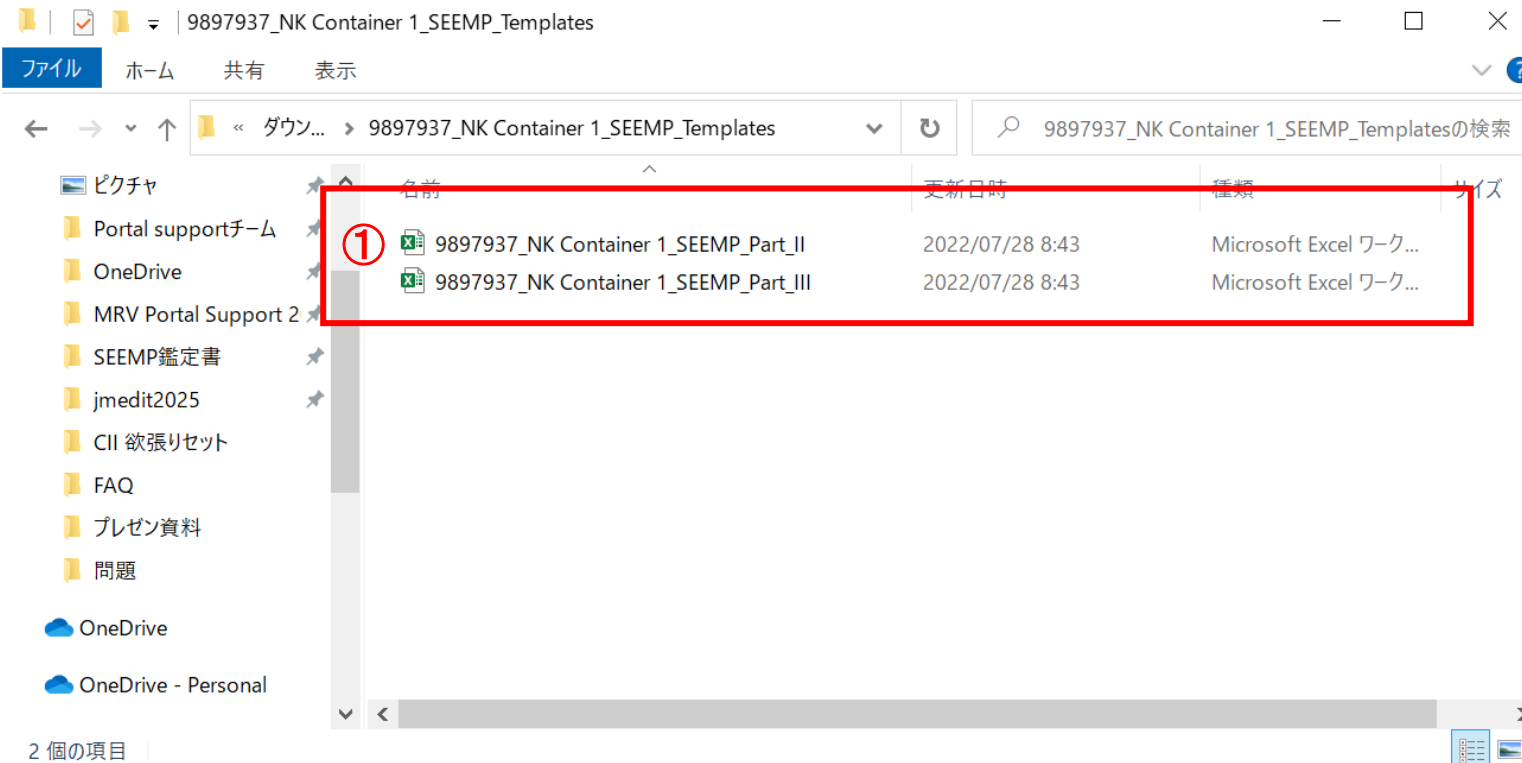 9897937_NK Container 1_SEEMP_Templates
ファイル ホーム 共有 表示 ?
« ダウン... › 9897937_NK Container 1_SEEMP_Templates 9897937_NK Container 1_SEEMP_Templatesの検索
名前 更新日時 種類 サイズ
ピクチャ
Portal supportチーム
OneDrive
MRV Portal Support 2
SEEMP鑑定書
jmedit2025
CII 欲張りセット
FAQ
プレゼン資料
問題
OneDrive
OneDrive - Personal
① 9897937_NK Container 1_SEEMP_Part_II 2022/07/28 8:43 Microsoft Excel ワーク...
9897937_NK Container 1_SEEMP_Part_III 2022/07/28 8:43 Microsoft Excel ワーク...
2 個の項目